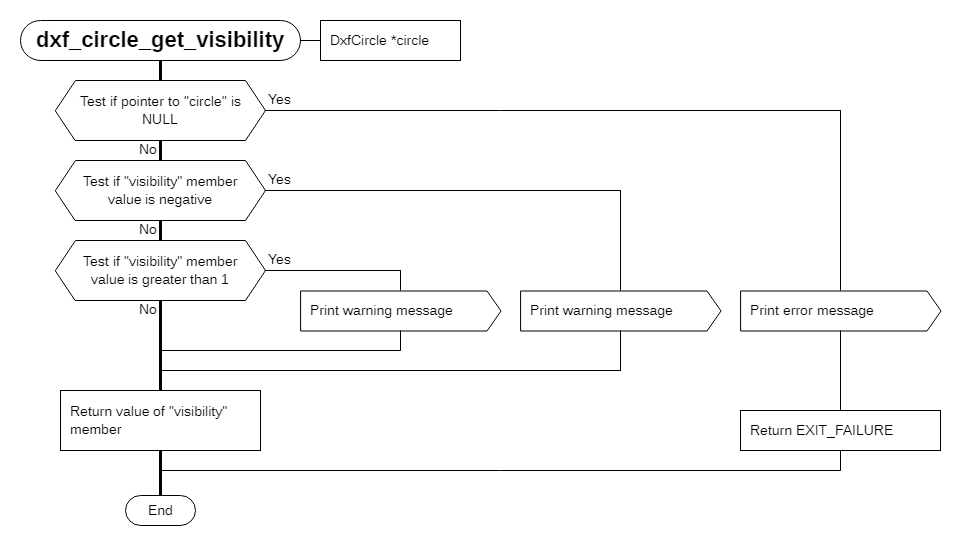 dxf_circle_get_visibility
DxfCircle *circle
Test if pointer to "circle" is
NULL
Yes
No
Test if "visibility" member
value is negative
Yes
No
Test if "visibility" member
value is greater than 1
Yes
No
Print warning message
Print warning message
Print error message
Return value of "visibility"
member
Return EXIT_FAILURE
End